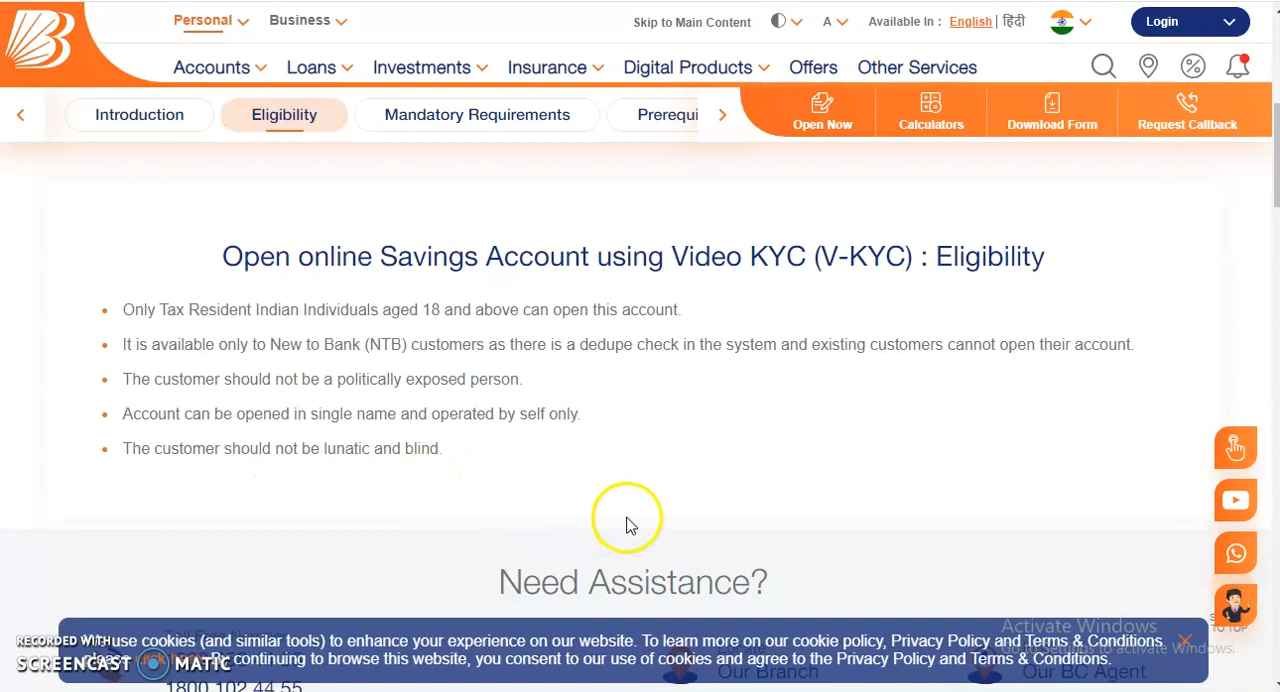 Personal Business Skip to Main Content A Available In : English | हिंदी Login
Accounts Loans Investments Insurance Digital Products Offers Other Services
Introduction Eligibility Mandatory Requirements Prerequi Open Now Calculators Download Form Request Callback
Open online Savings Account using Video KYC (V-KYC) : Eligibility
Only Tax Resident Indian Individuals aged 18 and above can open this account.
It is available only to New to Bank (NTB) customers as there is a dedupe check in the system and existing customers cannot open their account.
The customer should not be a politically exposed person.
Account can be opened in single name and operated by self only.
The customer should not be lunatic and blind.
Need Assistance?
We use cookies (and similar tools) to enhance your experience on our website. To learn more on our cookie policy, Privacy Policy and Terms & Conditions
By continuing to browse this website, you consent to our use of cookies and agree to the Privacy Policy and Terms & Conditions.
RECORDED WITH
SCREENCAST MATIC
Activate Windows
Go to Settings to activate Windows.
1800 102 44 55
Our Branch
Our BC Agent